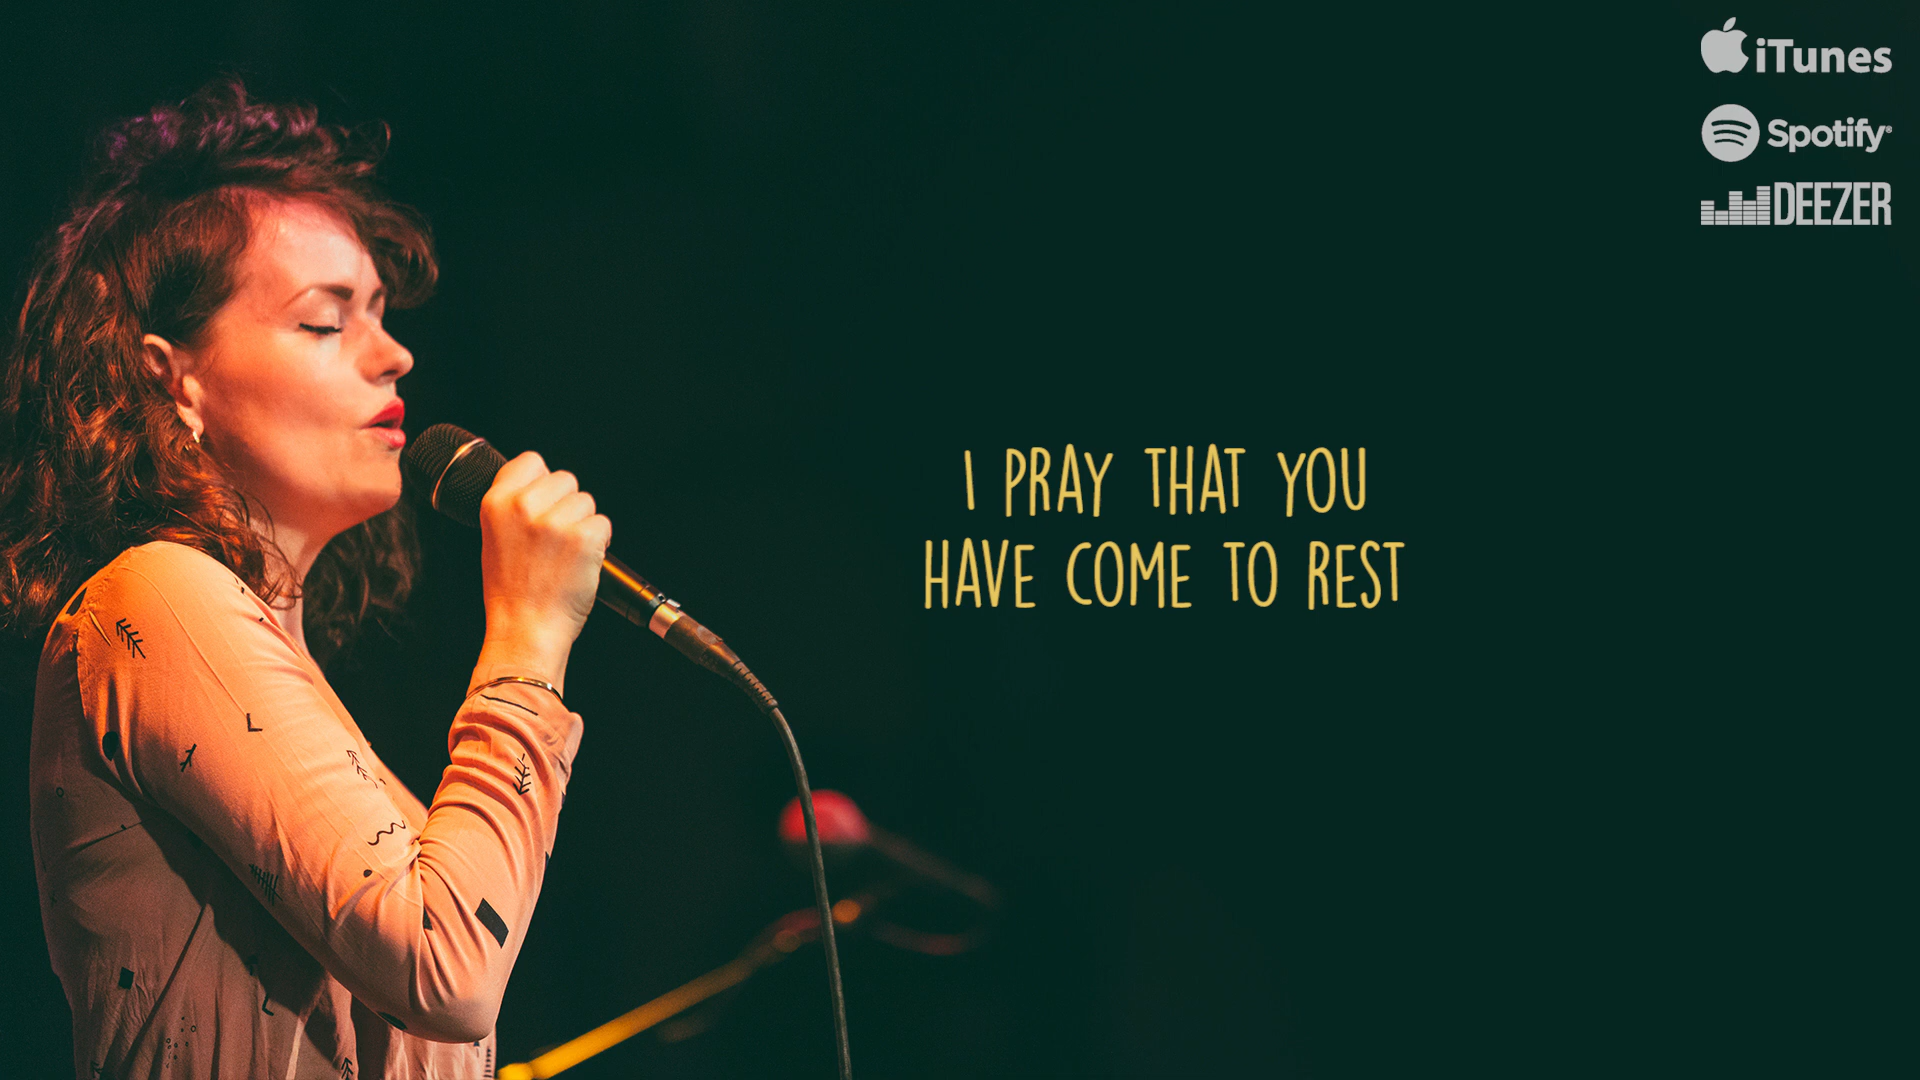 iTunes
Spotify
DEEZER
I PRAY THAT YOU
HAVE COME TO REST